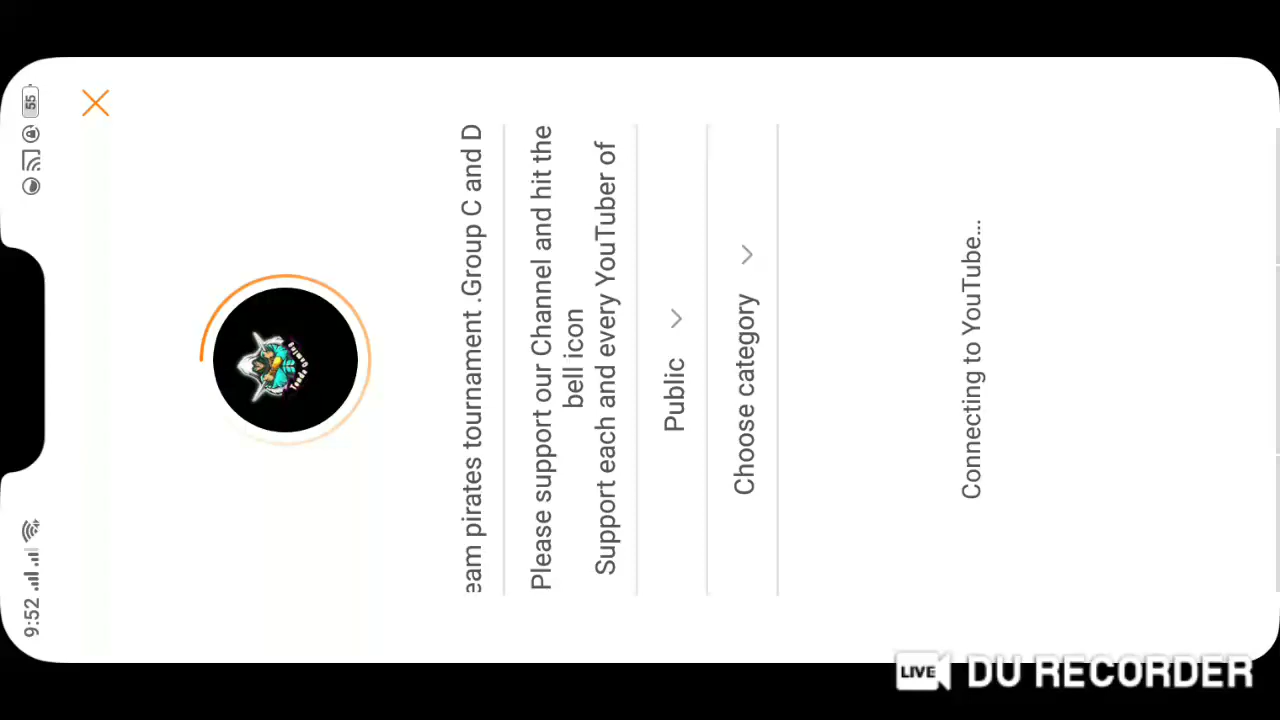 9:52
55
eam pirates tournament .Group C and D
Please support our Channel and hit the
bell icon
Support each and every YouTuber of
Public
Choose category
Connecting to YouTube...
LIVE DU RECORDER